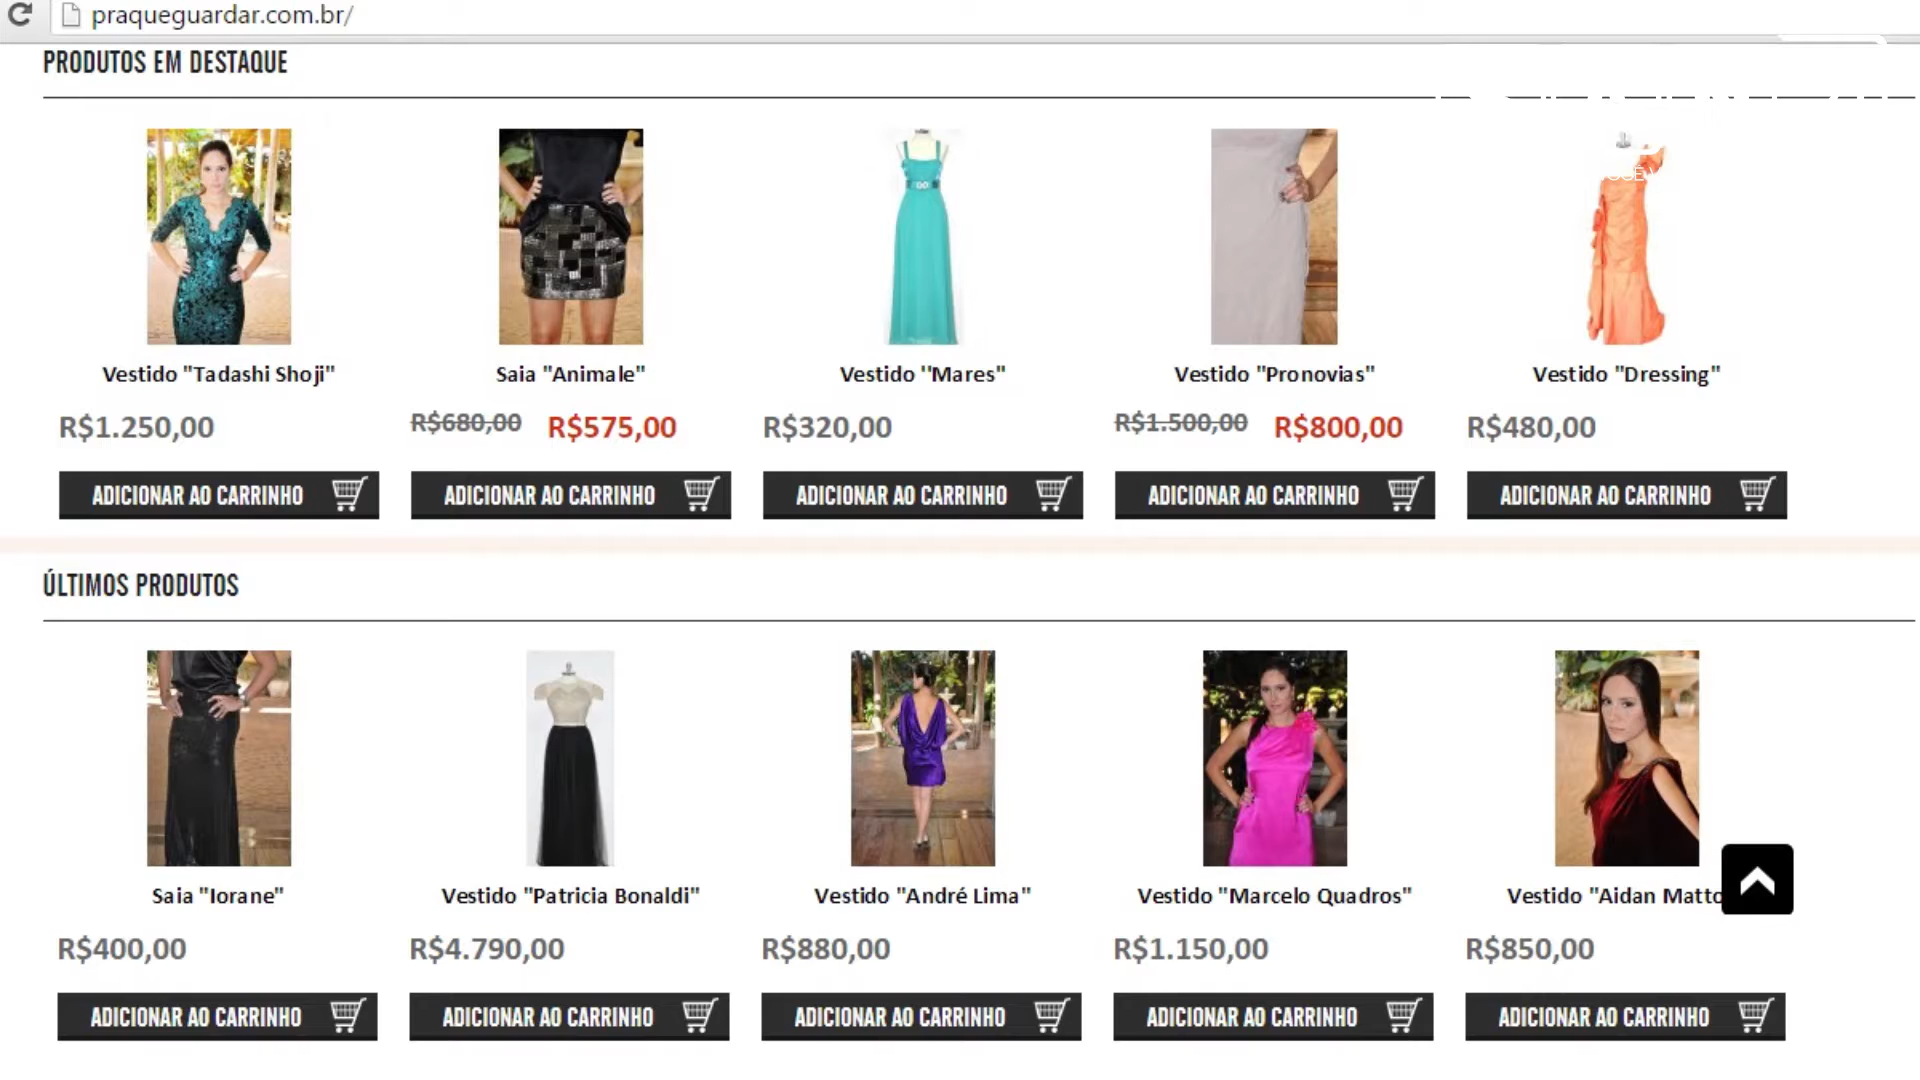 praqueguardar.com.br/
PRODUTOS EM DESTAQUE
Vestido "Tadashi Shoji"
Saia "Animale"
Vestido "Mares"
Vestido "Pronovias"
Vestido "Dressing"
R$1.250,00
R$680,00 R$575,00
R$320,00
R$1.500,00 R$800,00
R$480,00
ADICIONAR AO CARRINHO
ADICIONAR AO CARRINHO
ADICIONAR AO CARRINHO
ADICIONAR AO CARRINHO
ADICIONAR AO CARRINHO
ÚLTIMOS PRODUTOS
Saia "Iorane"
Vestido "Patricia Bonaldi"
Vestido "André Lima"
Vestido "Marcelo Quadros"
Vestido "Aidan Matto
R$400,00
R$4.790,00
R$880,00
R$1.150,00
R$850,00
ADICIONAR AO CARRINHO
ADICIONAR AO CARRINHO
ADICIONAR AO CARRINHO
ADICIONAR AO CARRINHO
ADICIONAR AO CARRINHO